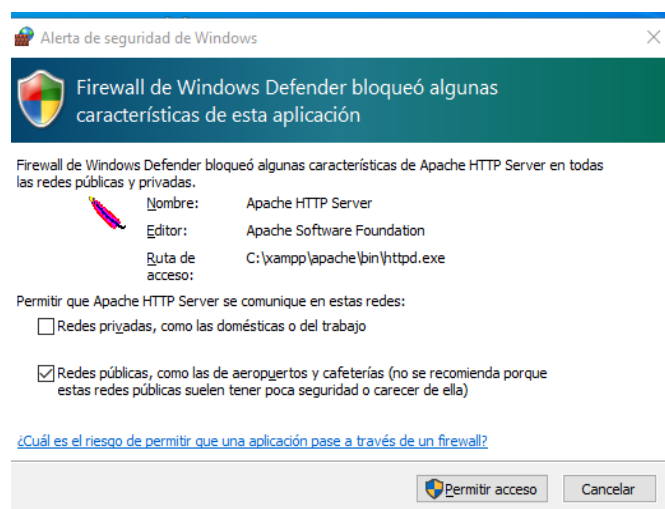 Alerta de seguridad de Windows
Firewall de Windows Defender bloqueó algunas
características de esta aplicación
Firewall de Windows Defender bloqueó algunas características de Apache HTTP Server en todas
las redes públicas y privadas.
Nombre: Apache HTTP Server
Editor: Apache Software Foundation
Ruta de C:\xampp\apache\bin\httpd.exe
acceso:
Permitir que Apache HTTP Server se comunique en estas redes:
Redes privadas, como las domésticas o del trabajo
Redes públicas, como las de aeropuertos y cafeterías (no se recomienda porque
estas redes públicas suelen tener poca seguridad o carecer de ella)
¿Cuál es el riesgo de permitir que una aplicación pase a través de un firewall?
Permitir acceso Cancelar